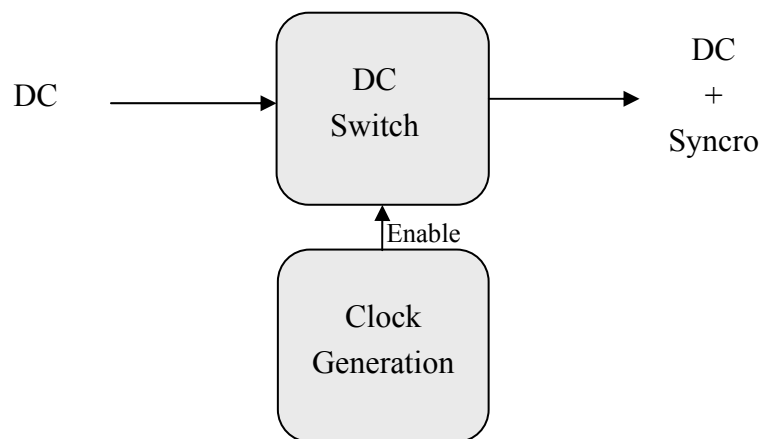 DC
DC
Switch
DC
+
Syncro
Enable
Clock
Generation